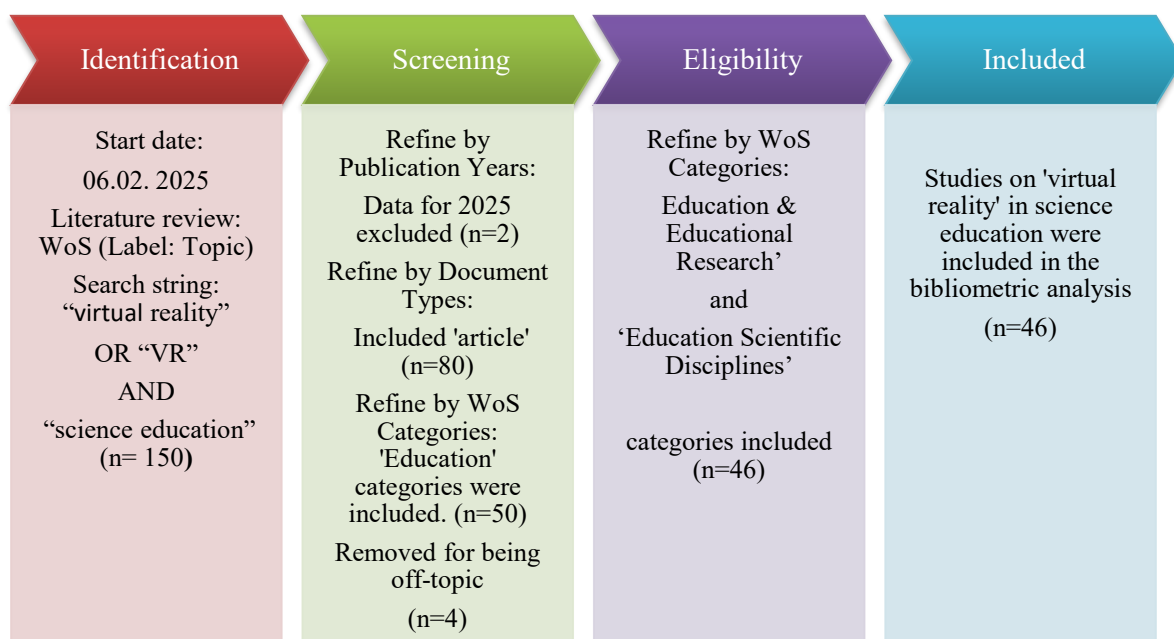 Identification
Start date:
06.02. 2025
Literature review:
WoS (Label: Topic)
Search string:
“virtual reality”
OR “VR”
AND
“science education”
(n= 150)
Screening
Refine by
Publication Years:
Data for 2025
excluded (n=2)
Refine by Document
Types:
Included 'article'
(n=80)
Refine by WoS
Categories:
'Education'
categories were
included. (n=50)
Removed for being
off-topic
(n=4)
Eligibility
Refine by WoS
Categories:
Education &
Educational
Research’
and
‘Education Scientific
Disciplines’
categories included
(n=46)
Included
Studies on 'virtual
reality' in science
education were
included in the
bibliometric analysis
(n=46)